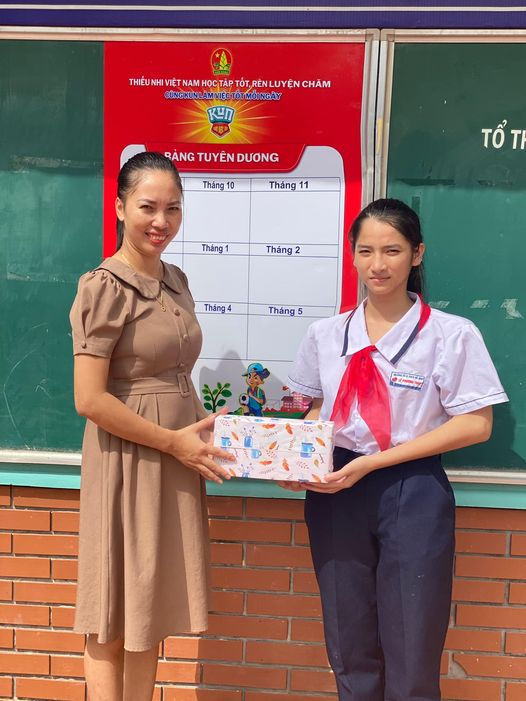 THIẾU NHI VIỆT NAM HỌC TẬP TỐT, RÈN LUYỆN CHĂM
CÙNG KUN LÀM VIỆC TỐT MỖI NGÀY
KUN
BẢNG TUYÊN DƯƠNG
Tháng 10 Tháng 11
Tháng 1 Tháng 2
Tháng 4 Tháng 5
TỔ TH